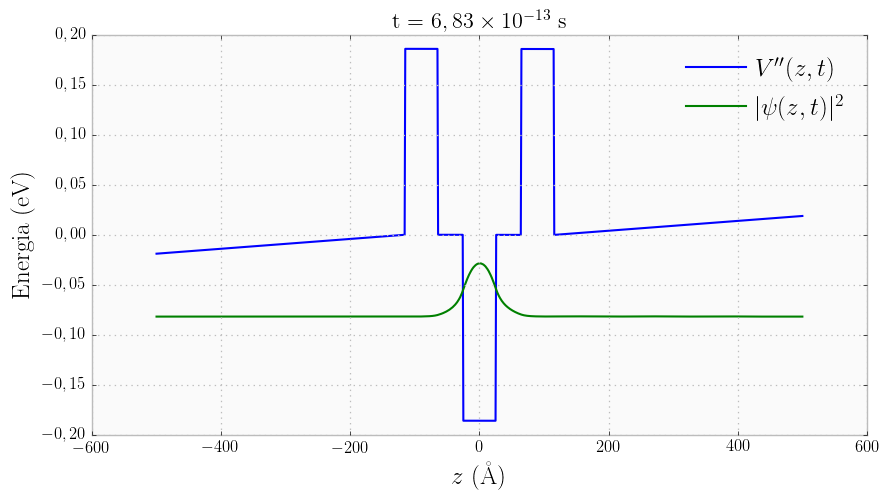 t = 6,83 × 10⁻¹³ s
V''(z, t)
|ψ(z, t)|²
Energia (eV)
0,20
0,15
0,10
0,05
0,00
−0,05
−0,10
−0,15
−0,20
−600 −400 −200 0 200 400 600
z (Å)